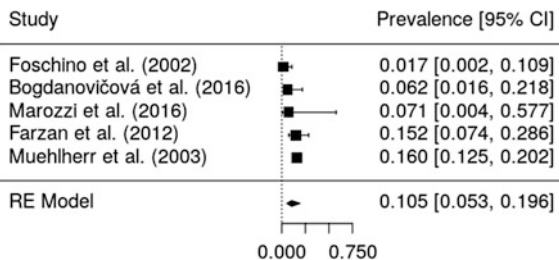 Study Prevalence [95% CI]
Foschino et al. (2002) 0.017 [0.002, 0.109]
Bogdanovičová et al. (2016) 0.062 [0.016, 0.218]
Marozzi et al. (2016) 0.071 [0.004, 0.577]
Farzan et al. (2012) 0.152 [0.074, 0.286]
Muehlherr et al. (2003) 0.160 [0.125, 0.202]
RE Model 0.105 [0.053, 0.196]
0.000 0.750